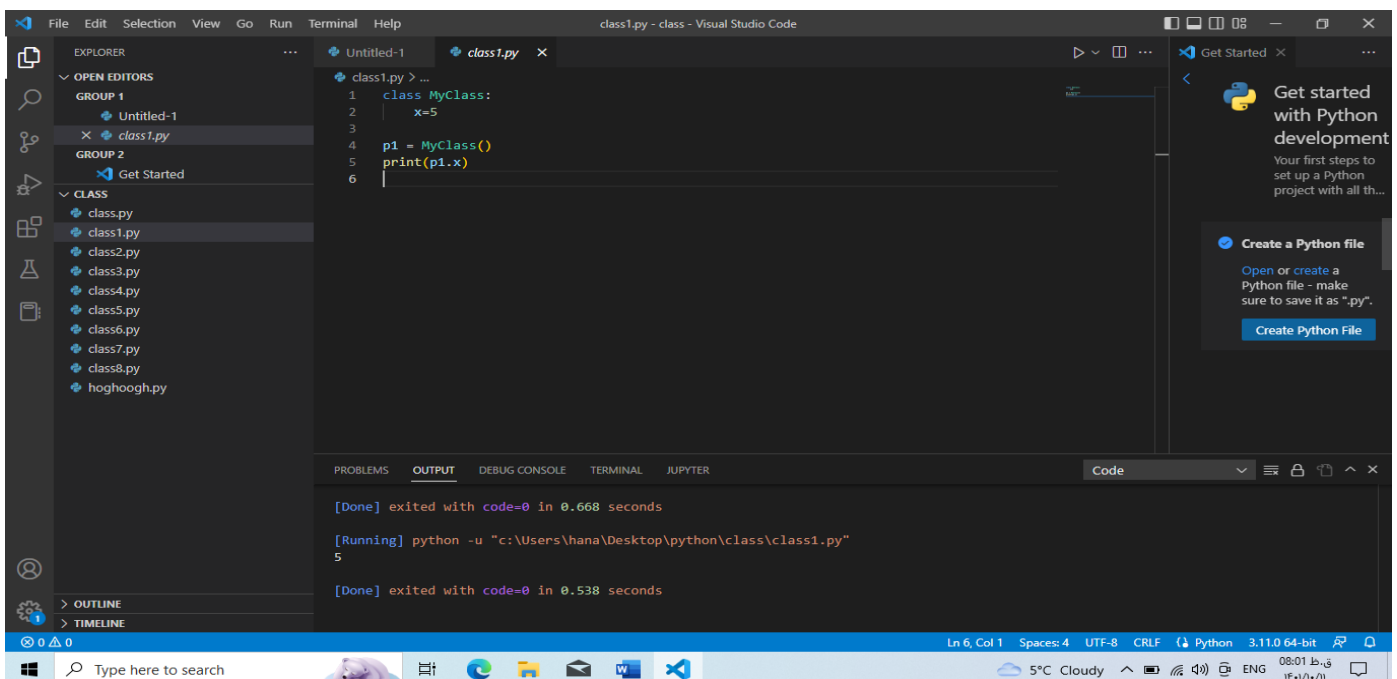 File Edit Selection View Go Run Terminal Help
class1.py - class - Visual Studio Code
EXPLORER
OPEN EDITORS
GROUP 1
Untitled-1
class1.py
GROUP 2
Get Started
CLASS
class.py
class1.py
class2.py
class3.py
class4.py
class5.py
class6.py
class7.py
class8.py
hoghoogh.py
OUTLINE
TIMELINE
Untitled-1 class1.py
class1.py > ...
1 class MyClass:
2     x=5
3
4 p1 = MyClass()
5 print(p1.x)
6
Get Started
Get started
with Python
development
Your first steps to
set up a Python
project with all th...
Create a Python file
Open or create a
Python file - make
sure to save it as ".py".
Create Python File
PROBLEMS OUTPUT DEBUG CONSOLE TERMINAL JUPYTER
Code
[Done] exited with code=0 in 0.668 seconds
[Running] python -u "c:\Users\hana\Desktop\python\class\class1.py"
5
[Done] exited with code=0 in 0.538 seconds
1
0 0
Ln 6, Col 1 Spaces: 4 UTF-8 CRLF Python 3.11.0 64-bit
Type here to search
5°C Cloudy
ENG
08:01 ق.ظ